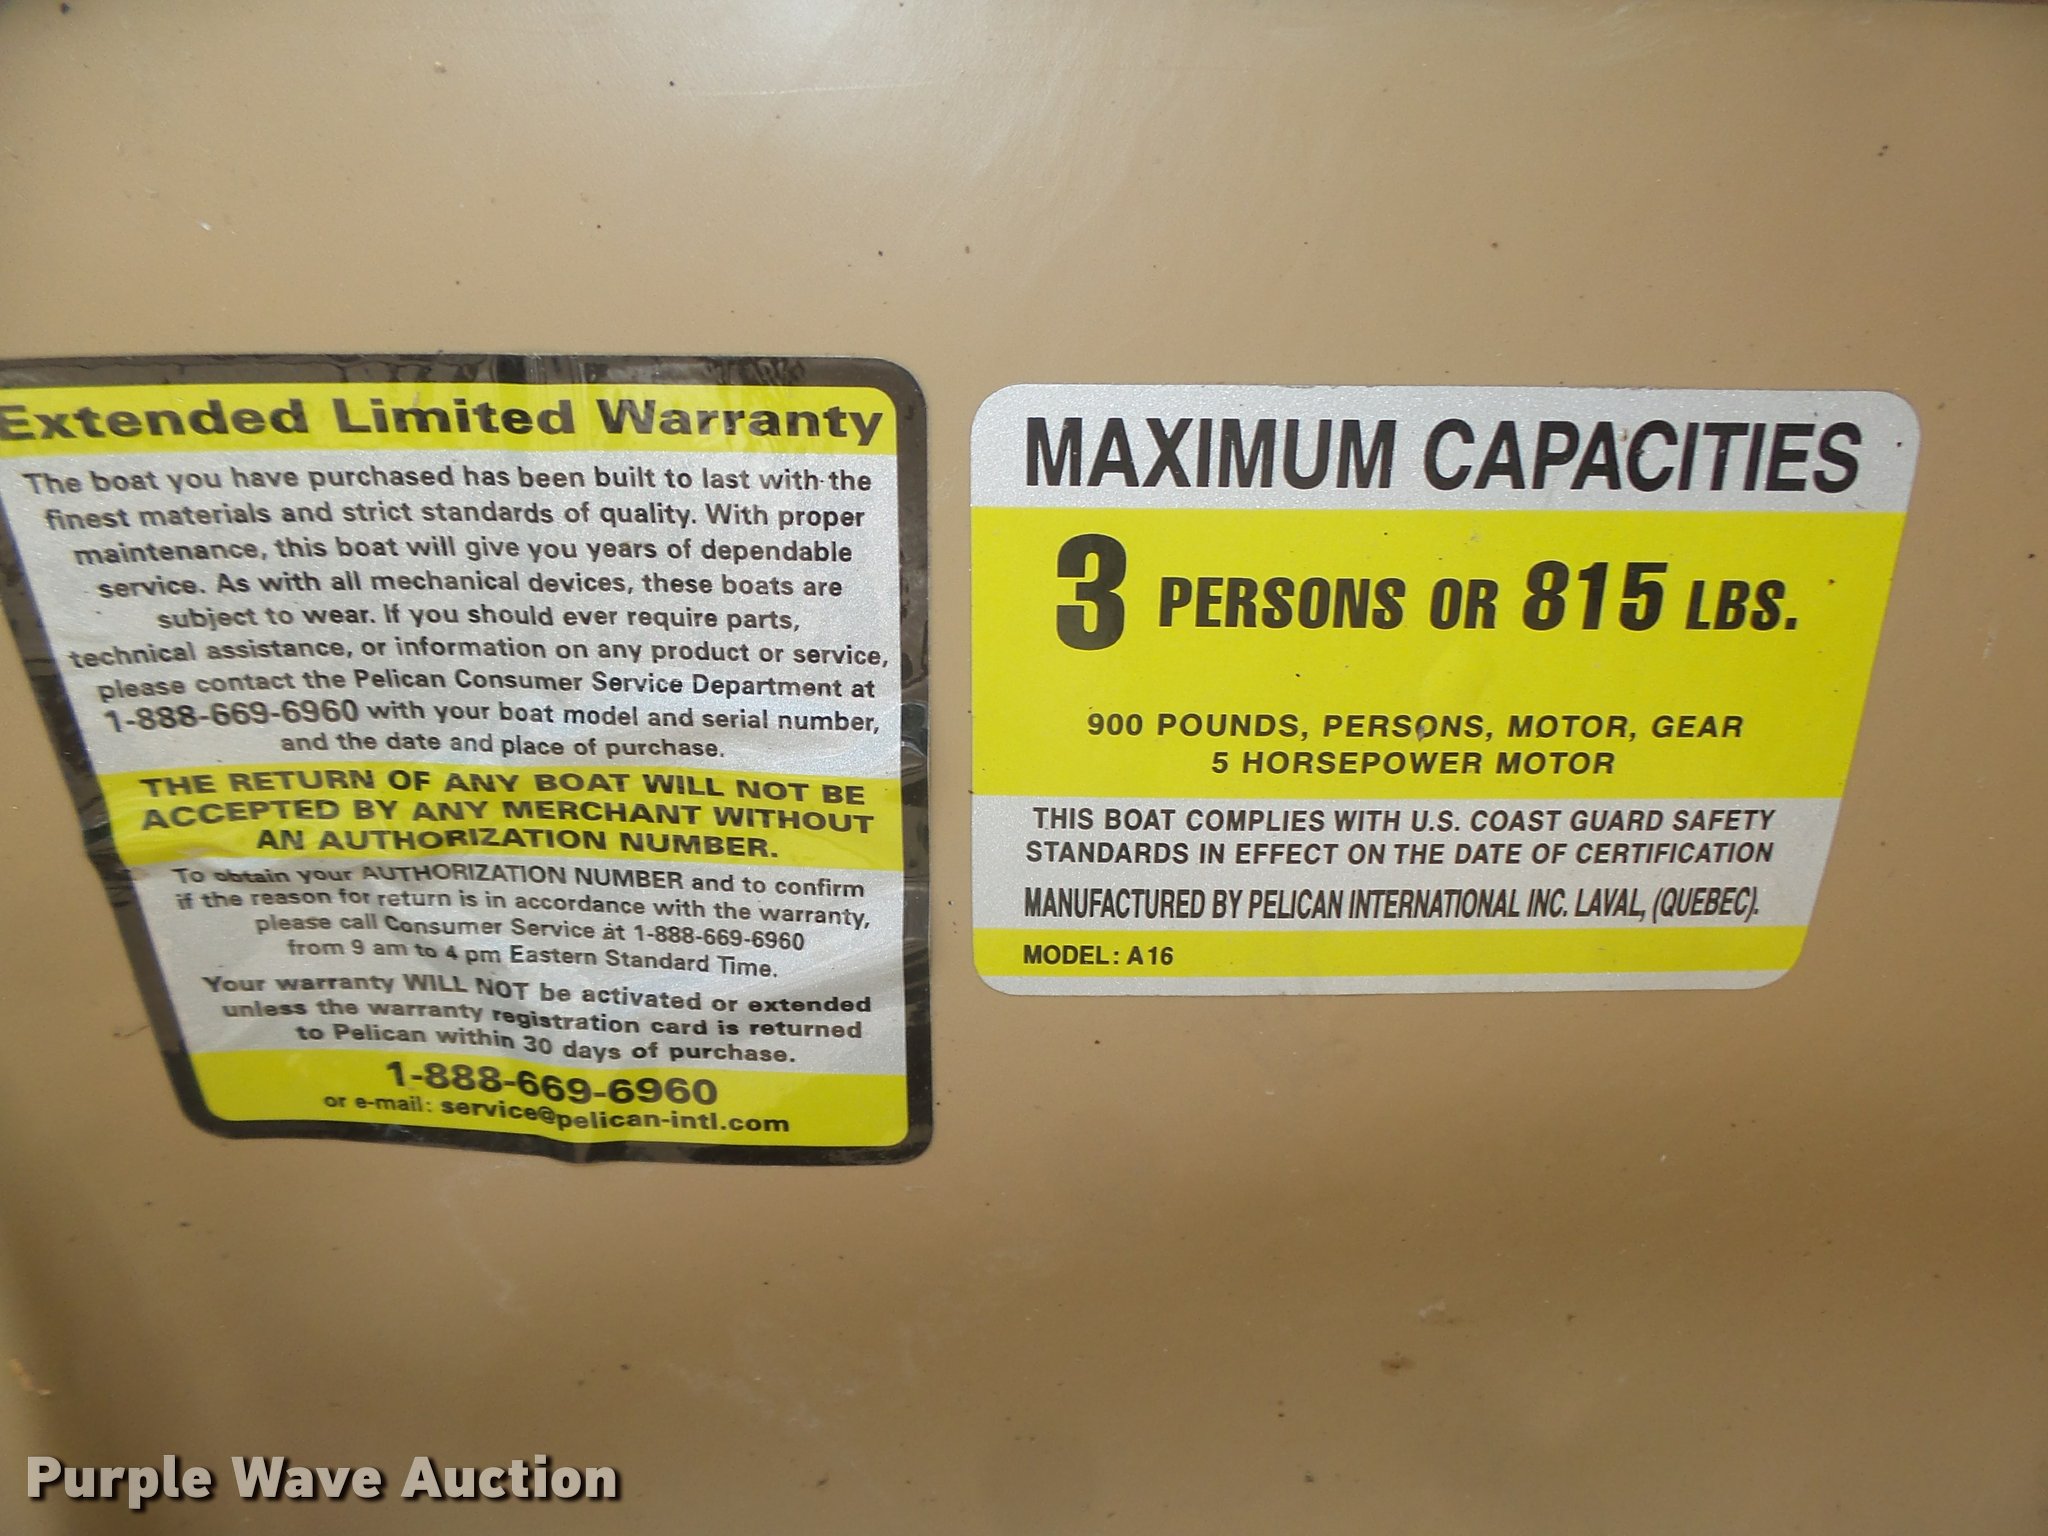 Extended Limited Warranty
The boat you have purchased has been built to last with the
finest materials and strict standards of quality. With proper
maintenance, this boat will give you years of dependable
service. As with all mechanical devices, these boats are
subject to wear. If you should ever require parts,
technical assistance, or information on any product or service,
please contact the Pelican Consumer Service Department at
1-888-669-6960 with your boat model and serial number,
and the date and place of purchase.
THE RETURN OF ANY BOAT WILL NOT BE
ACCEPTED BY ANY MERCHANT WITHOUT
AN AUTHORIZATION NUMBER.
To obtain your AUTHORIZATION NUMBER and to confirm
if the reason for return is in accordance with the warranty,
please call Consumer Service at 1-888-669-6960
from 9 am to 4 pm Eastern Standard Time.
Your warranty WILL NOT be activated or extended
unless the warranty registration card is returned
to Pelican within 30 days of purchase.
1-888-669-6960
or e-mail: service@pelican-intl.com
MAXIMUM CAPACITIES
3 PERSONS OR 815 LBS.
900 POUNDS, PERSONS, MOTOR, GEAR
5 HORSEPOWER MOTOR
THIS BOAT COMPLIES WITH U.S. COAST GUARD SAFETY
STANDARDS IN EFFECT ON THE DATE OF CERTIFICATION
MANUFACTURED BY PELICAN INTERNATIONAL INC. LAVAL, (QUEBEC).
MODEL: A16
Purple Wave Auction